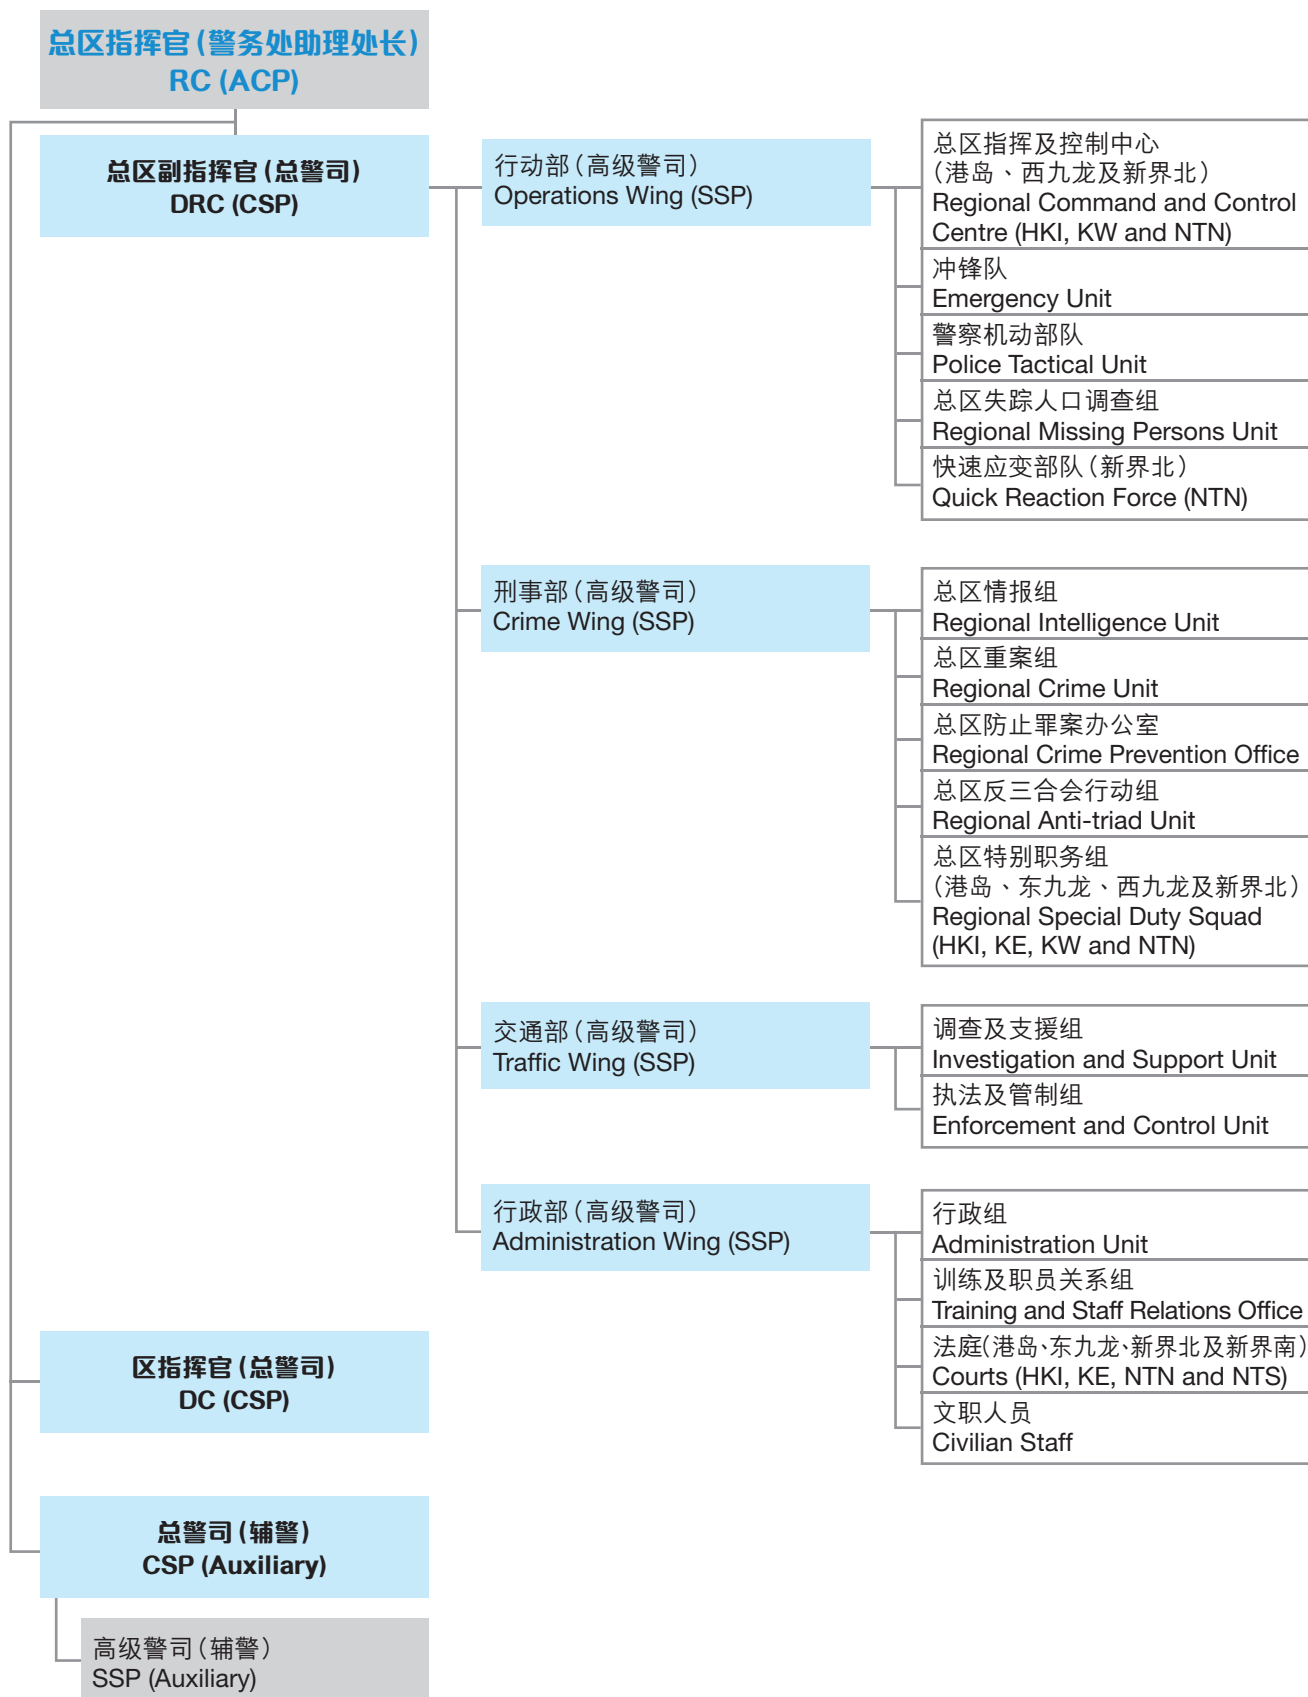 总区指挥官(警务处助理处长)
RC (ACP)
总区副指挥官(总警司)
DRC (CSP)
行动部(高级警司)
Operations Wing (SSP)
总区指挥及控制中心
(港岛、西九龙及新界北)
Regional Command and Control
Centre (HKI, KW and NTN)
冲锋队
Emergency Unit
警察机动部队
Police Tactical Unit
总区失踪人口调查组
Regional Missing Persons Unit
快速应变部队(新界北)
Quick Reaction Force (NTN)
刑事部(高级警司)
Crime Wing (SSP)
总区情报组
Regional Intelligence Unit
总区重案组
Regional Crime Unit
总区防止罪案办公室
Regional Crime Prevention Office
总区反三合会行动组
Regional Anti-triad Unit
总区特别职务组
(港岛、东九龙、西九龙及新界北)
Regional Special Duty Squad
(HKI, KE, KW and NTN)
交通部(高级警司)
Traffic Wing (SSP)
调查及支援组
Investigation and Support Unit
执法及管制组
Enforcement and Control Unit
行政部(高级警司)
Administration Wing (SSP)
行政组
Administration Unit
训练及职员关系组
Training and Staff Relations Office
法庭(港岛、东九龙、新界北及新界南)
Courts (HKI, KE, NTN and NTS)
文职人员
Civilian Staff
区指挥官(总警司)
DC (CSP)
总警司(辅警)
CSP (Auxiliary)
高级警司(辅警)
SSP (Auxiliary)